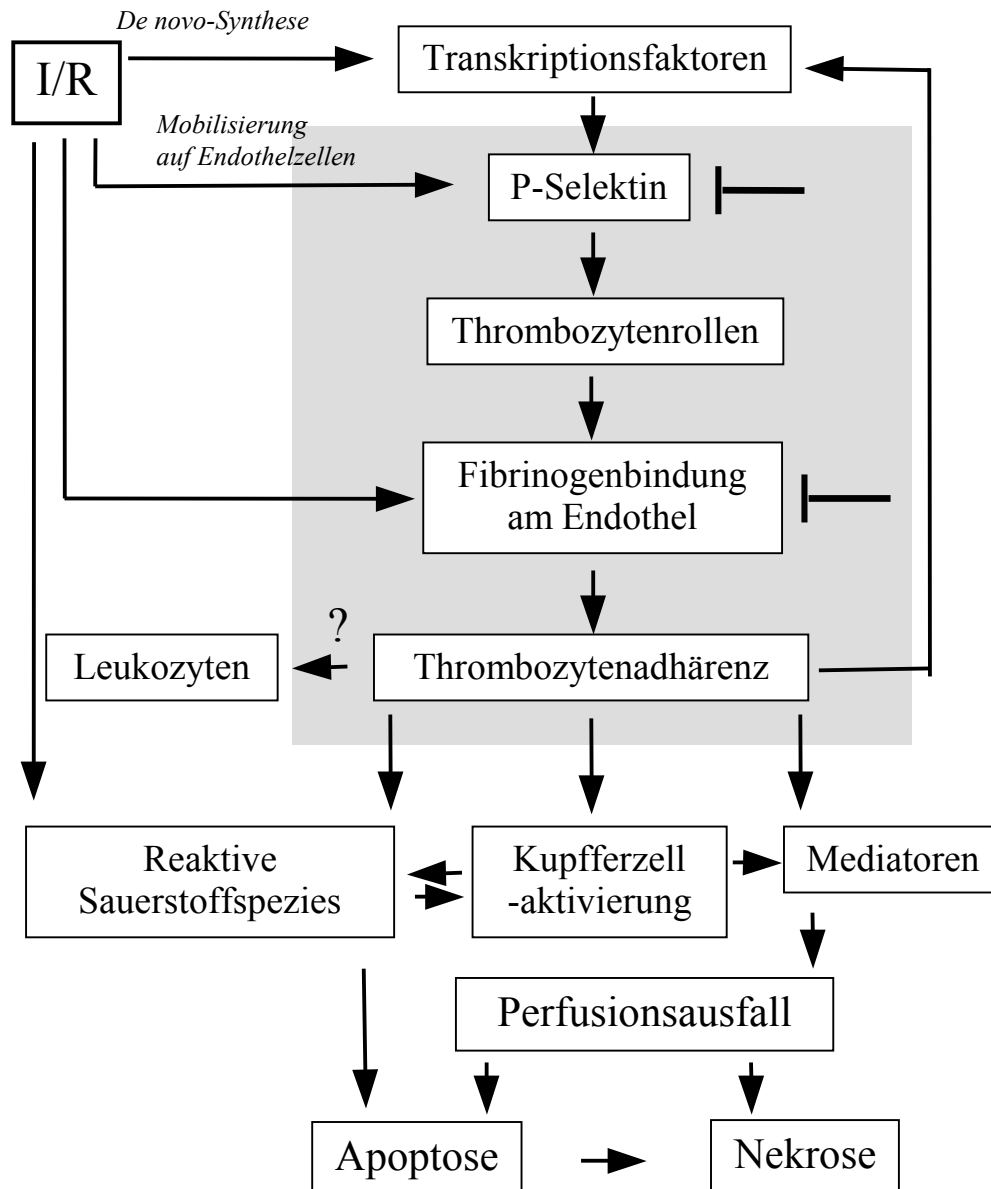 De novo-Synthese
I/R
Transkriptionsfaktoren
Mobilisierung
auf Endothelzellen
P-Selektin
Thrombozytenrollen
Fibrinogenbindung
am Endothel
?
Leukozyten
Thrombozytenadhärenz
Reaktive
Sauerstoffspezies
Kupfferzell
-aktivierung
Mediatoren
Perfusionsausfall
Apoptose
Nekrose